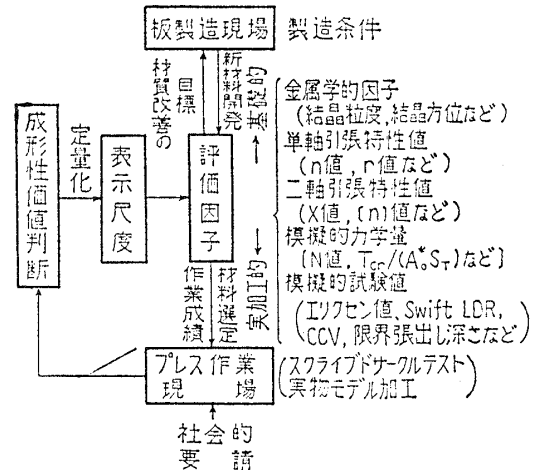 板製造現場
製造条件
材質改善の
目標
新材料開発
基礎的
成形性価値判断
定量化
表示尺度
評価因子
金属学的因子
(結晶粒度,結晶方位など)
単軸引張特性値
(n値, r値など)
二軸引張特性値
(X値, (n)値など)
模擬的力学量
(N値, Tcr/(A*oST)など)
模擬的試験値
(エリクセン値、Swift LDR,
CCV, 限界張出し深さなど)
作業成績
材料選定
実加工的
プレス作業
現場
(スクライブドサークルテスト
実物モデル加工)
社会的
要請